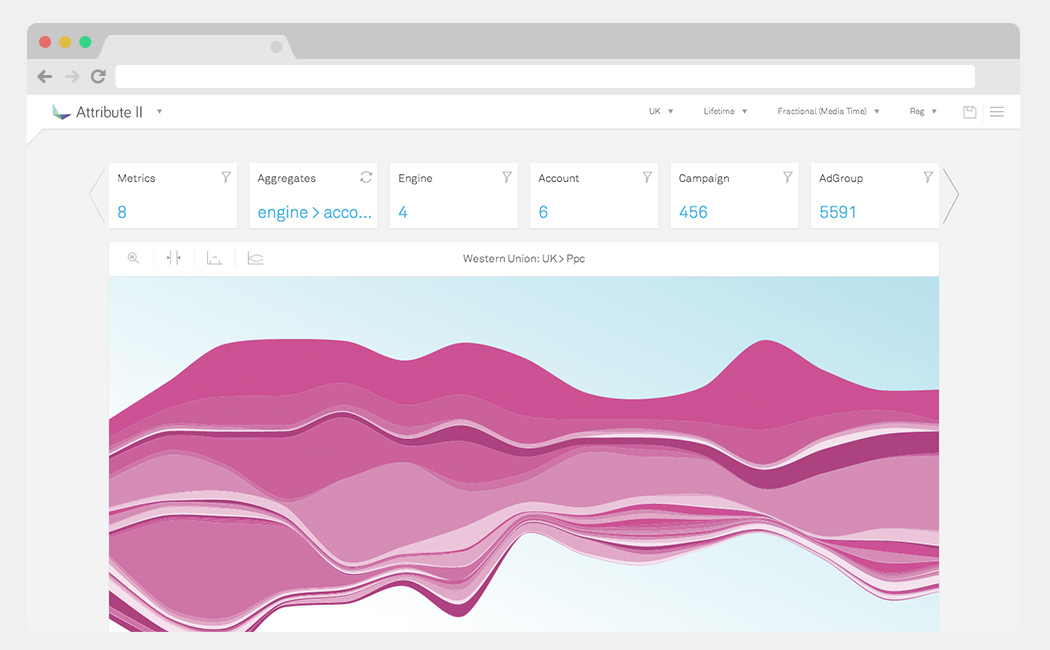 Attribute II
UK Lifetime Fractional (Media Time) Reg
Metrics Aggregates Engine Account Campaign AdGroup
8 engine > acco... 4 6 456 5591
Western Union: UK > Ppc